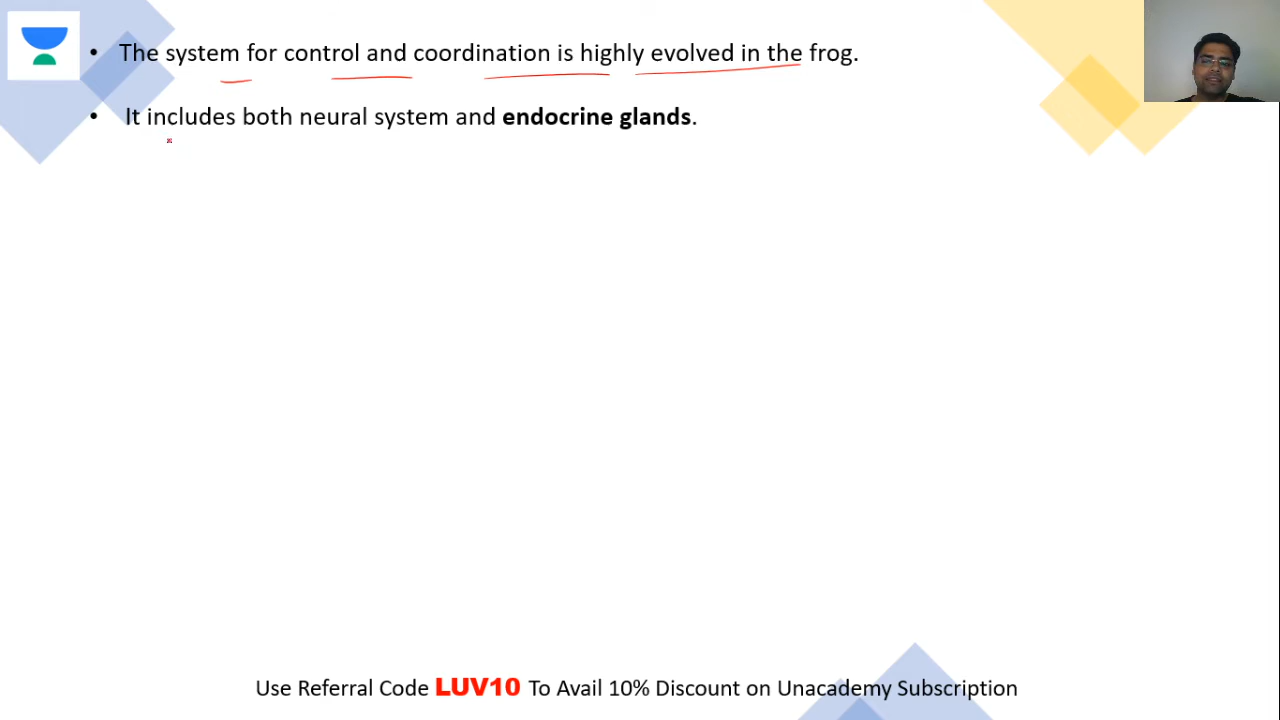 • The system for control and coordination is highly evolved in the frog.
• It includes both neural system and endocrine glands.
Use Referral Code LUV10 To Avail 10% Discount on Unacademy Subscription